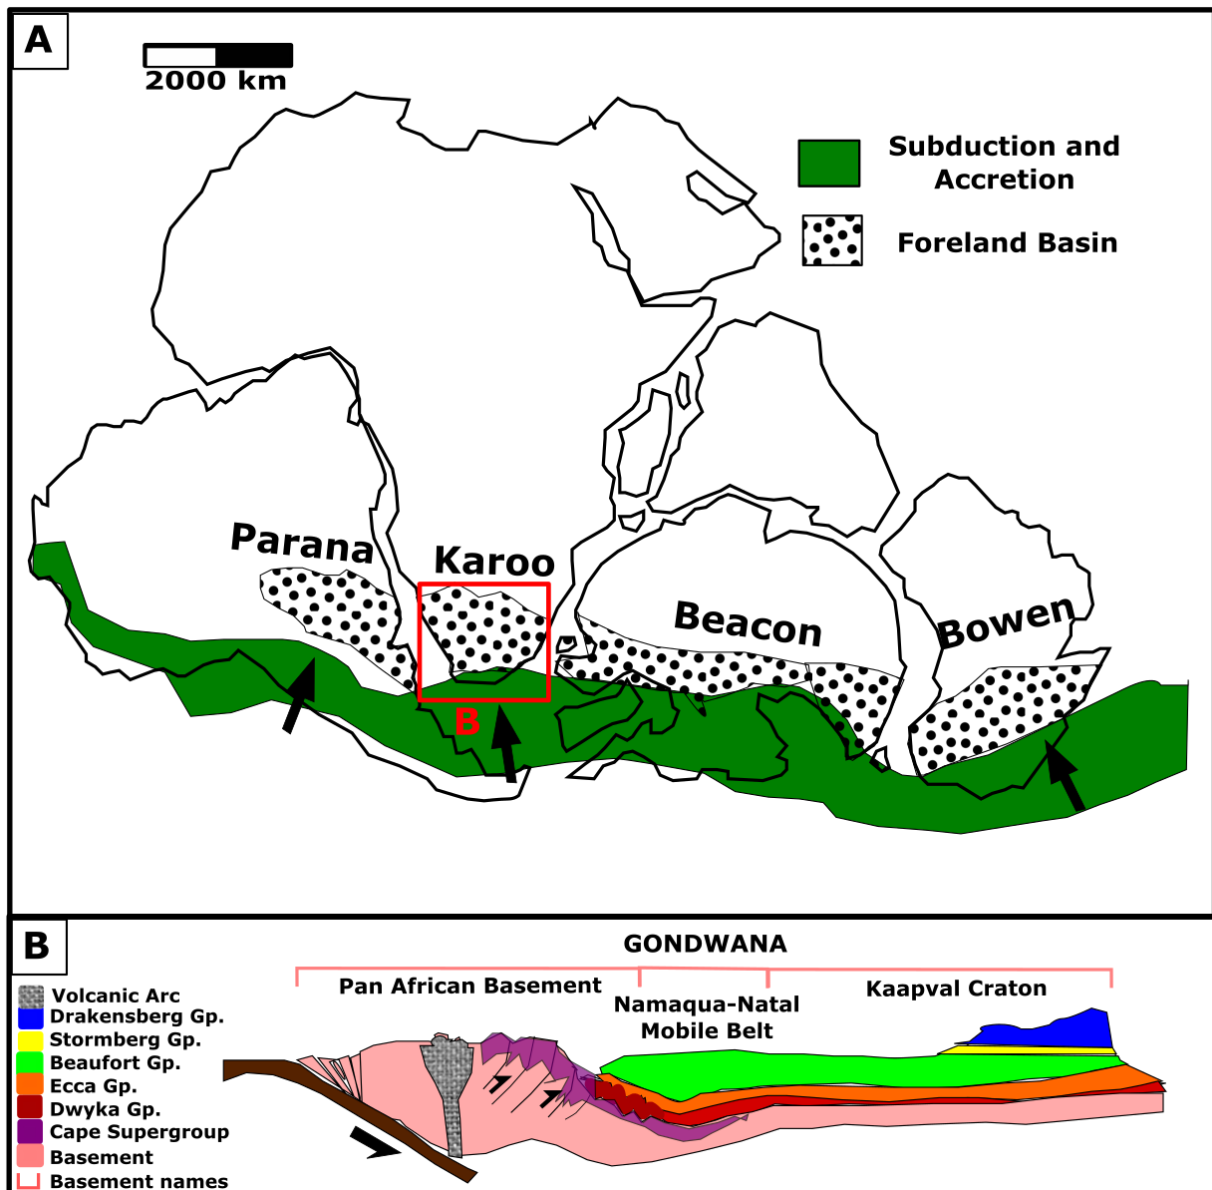 A
2000 km
Subduction and
Accretion
Foreland Basin
Parana
Karoo
Beacon
Bowen
B
B
GONDWANA
Pan African Basement
Namaqua-Natal
Mobile Belt
Kaapval Craton
Volcanic Arc
Drakensberg Gp.
Stormberg Gp.
Beaufort Gp.
Ecca Gp.
Dwyka Gp.
Cape Supergroup
Basement
Basement names